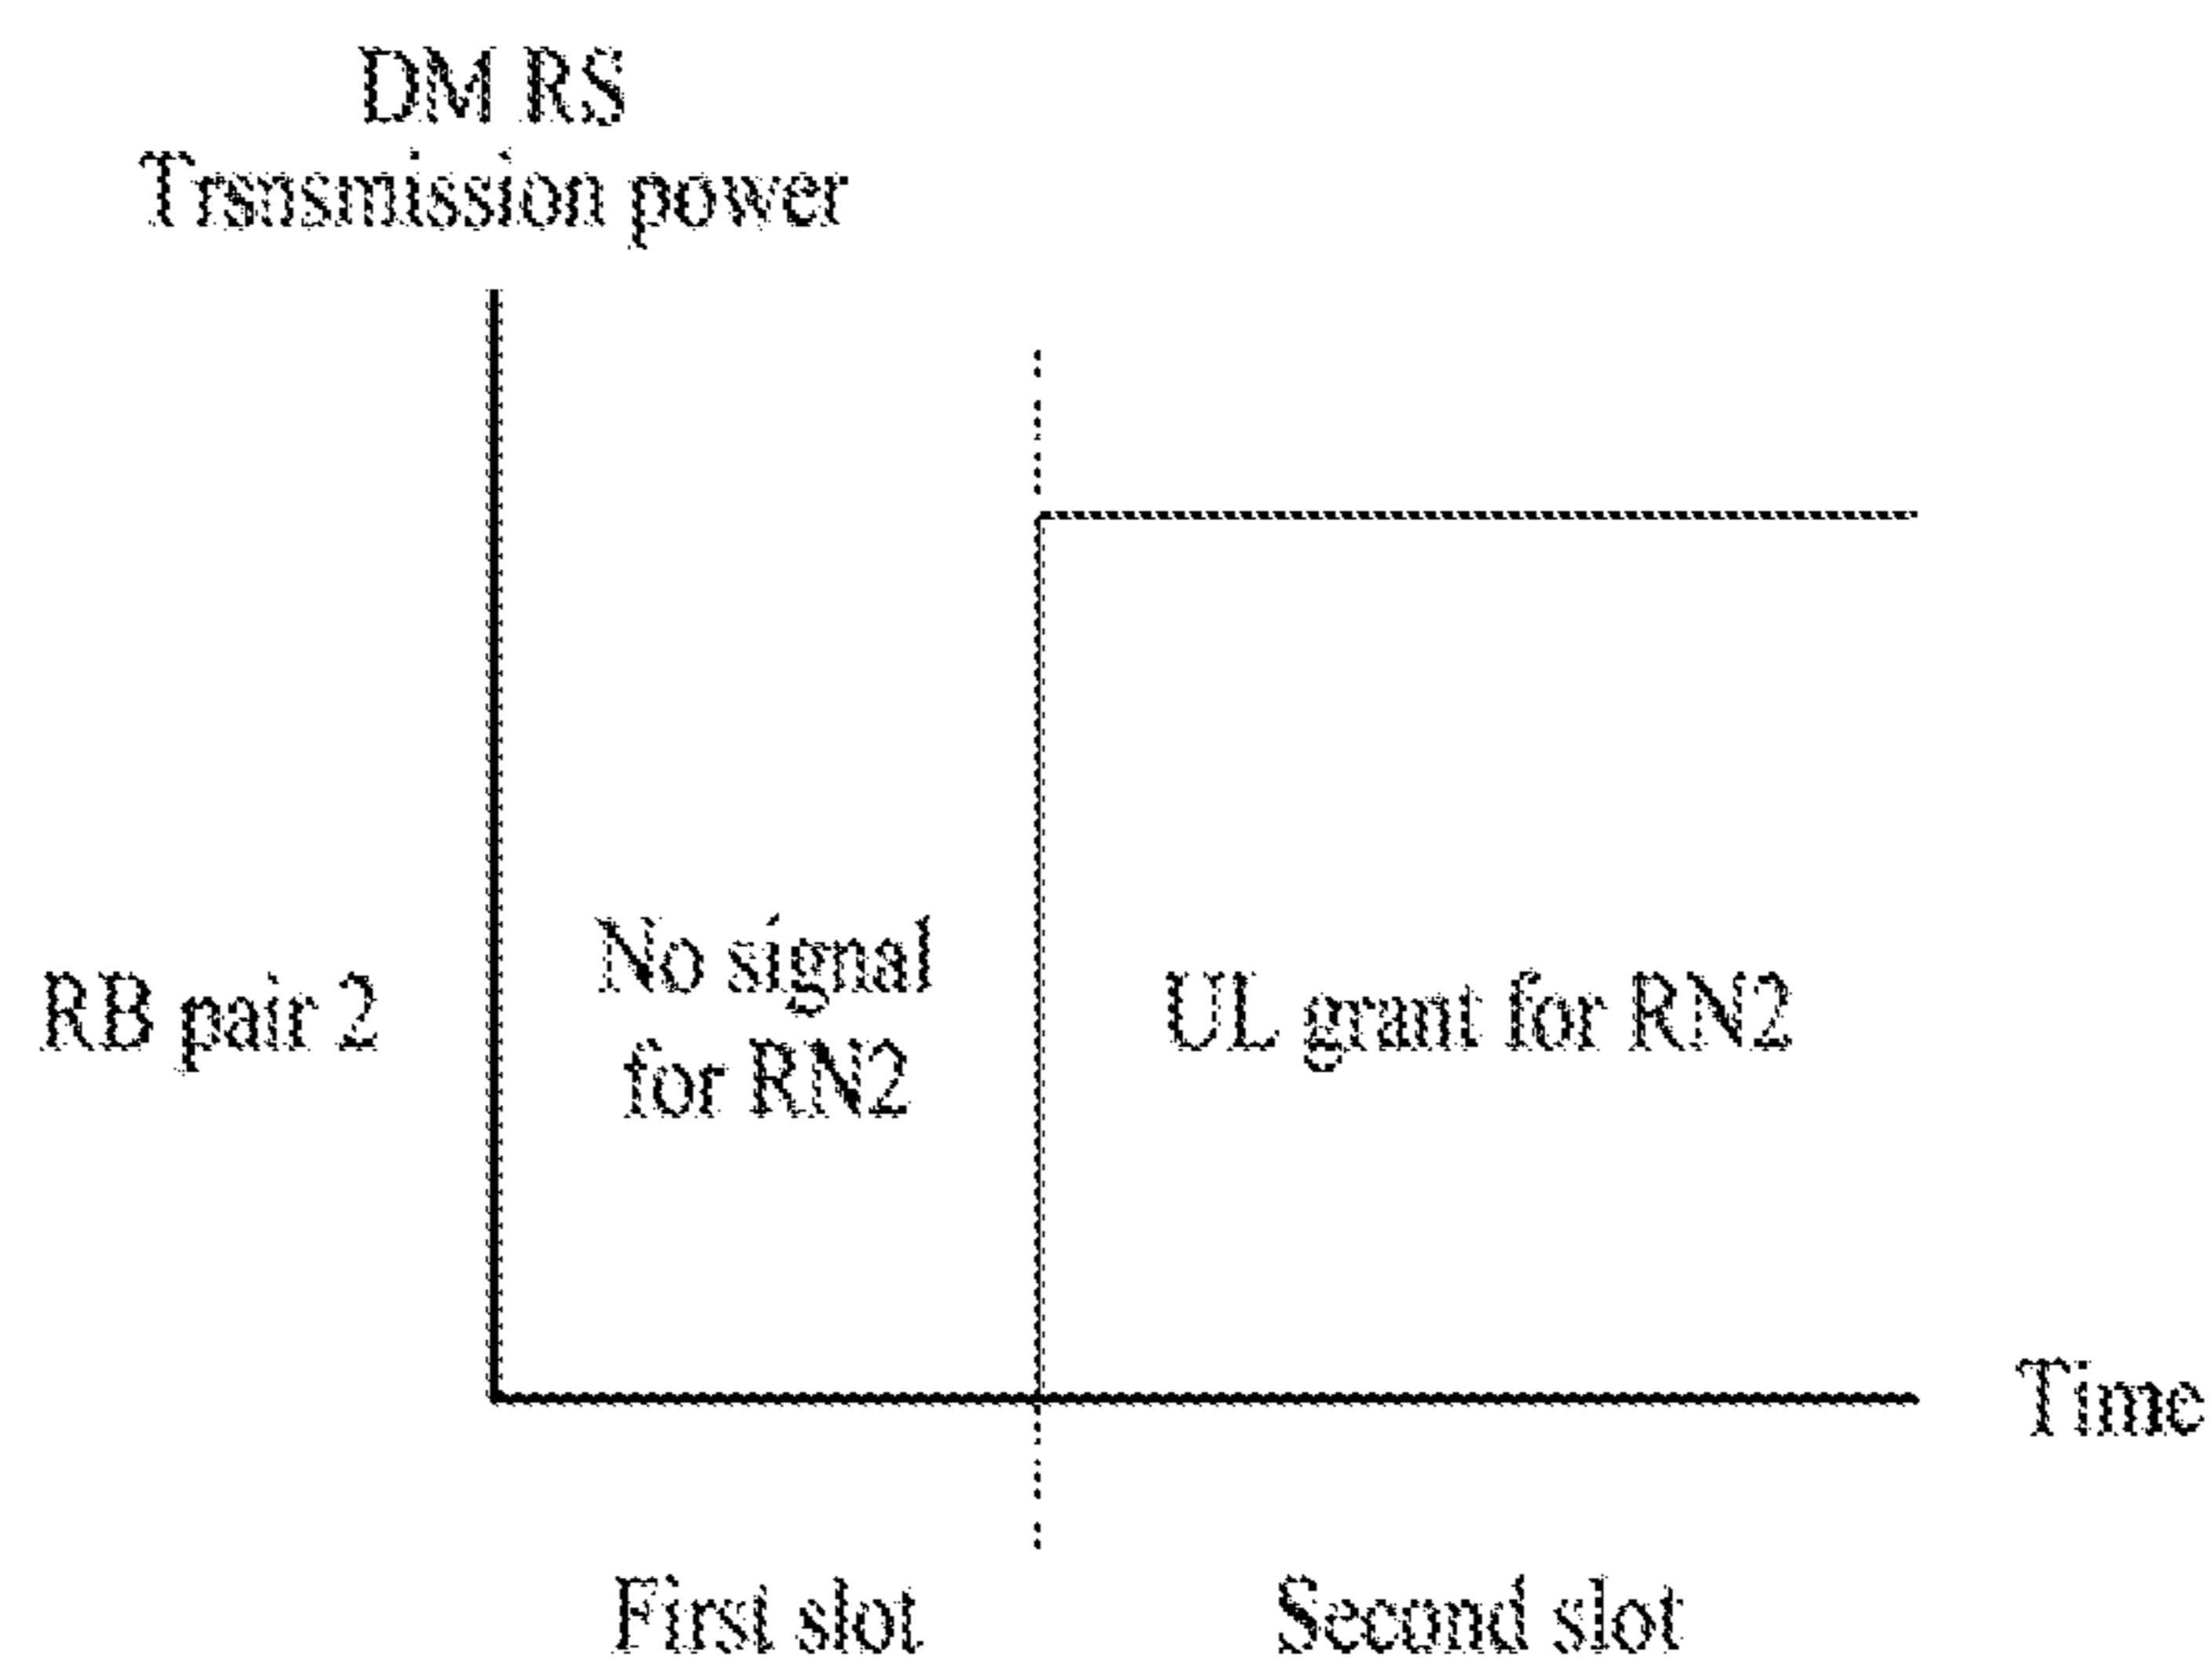 DM RS
Trsnsmission power
RB pair 2
No signal
for RN2
UL grant for RN2
Time
First slot
Second slot